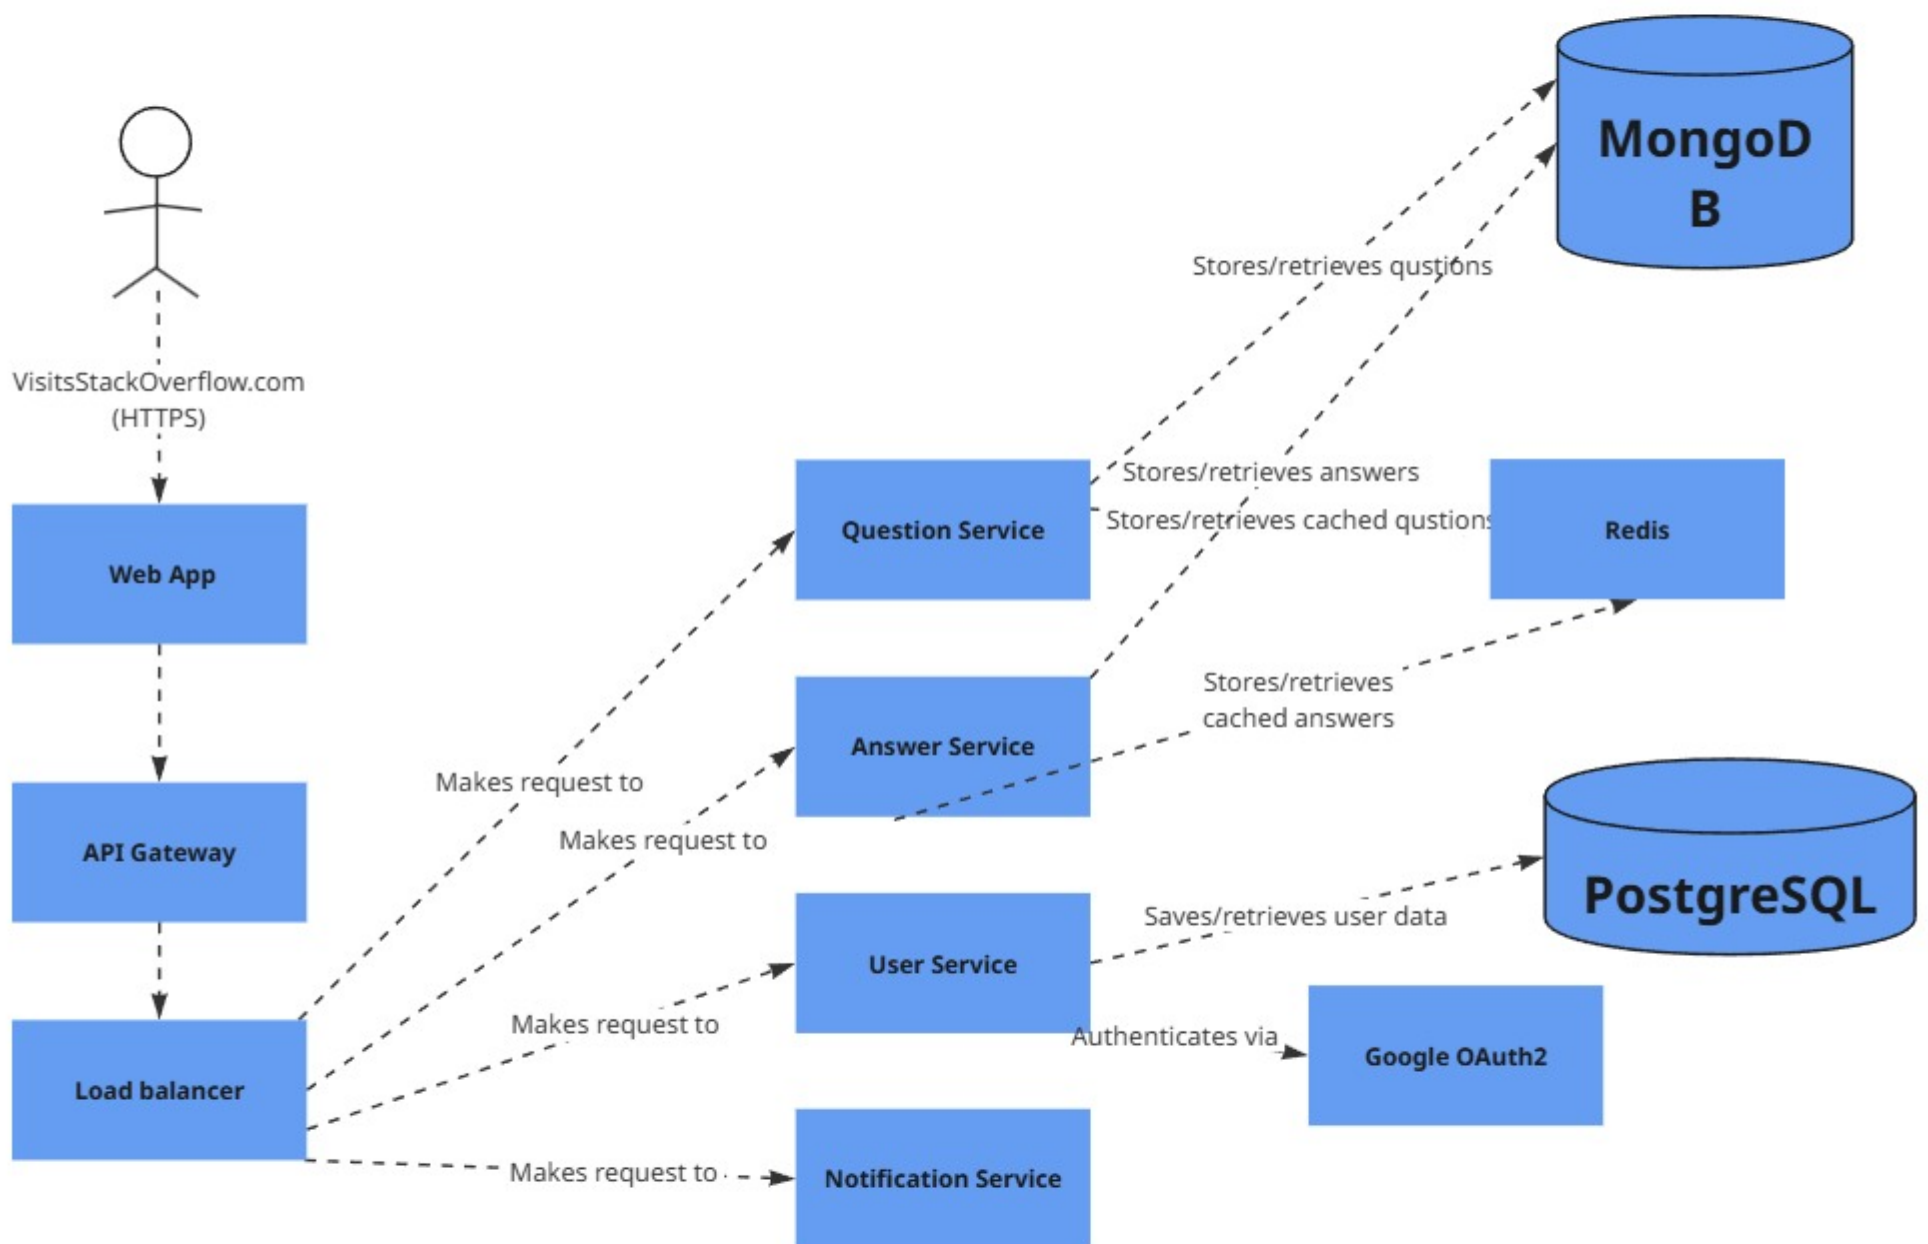 MongoD
B
Stores/retrieves qustions
VisitsStackOverflow.com
(HTTPS)
Stores/retrieves answers
Stores/retrieves cached qustions
Question Service
Redis
Web App
Stores/retrieves
cached answers
Answer Service
Makes request to
Makes request to
API Gateway
PostgreSQL
Saves/retrieves user data
User Service
Makes request to
Authenticates via
Google OAuth2
Load balancer
Makes request to
Notification Service